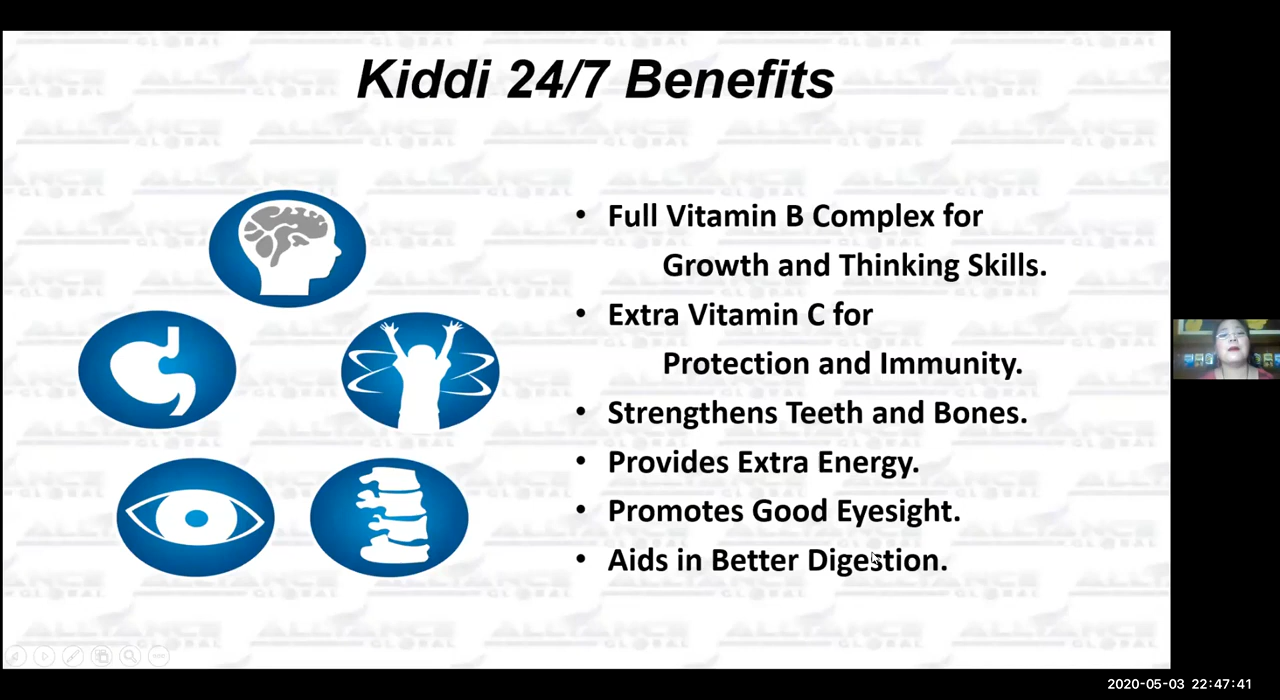 Kiddi 24/7 Benefits
• Full Vitamin B Complex for
Growth and Thinking Skills.
• Extra Vitamin C for
Protection and Immunity.
• Strengthens Teeth and Bones.
• Provides Extra Energy.
• Promotes Good Eyesight.
• Aids in Better Digestion.
ALLIANCE
GLOBAL
2020-05-03 22:47:41